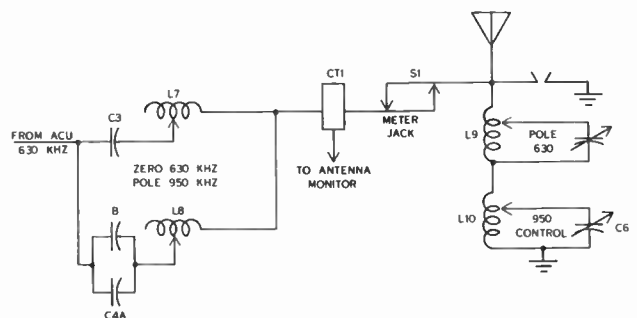 CT1
S1
L7
C3
METER
JACK
FROM ACU
630 KHZ
L9
POLE
630
ZERO 630 KHZ
POLE 950 KHZ
TO ANTENNA
MONITOR
B
L8
L10
950
CONTROL
C6
C4A